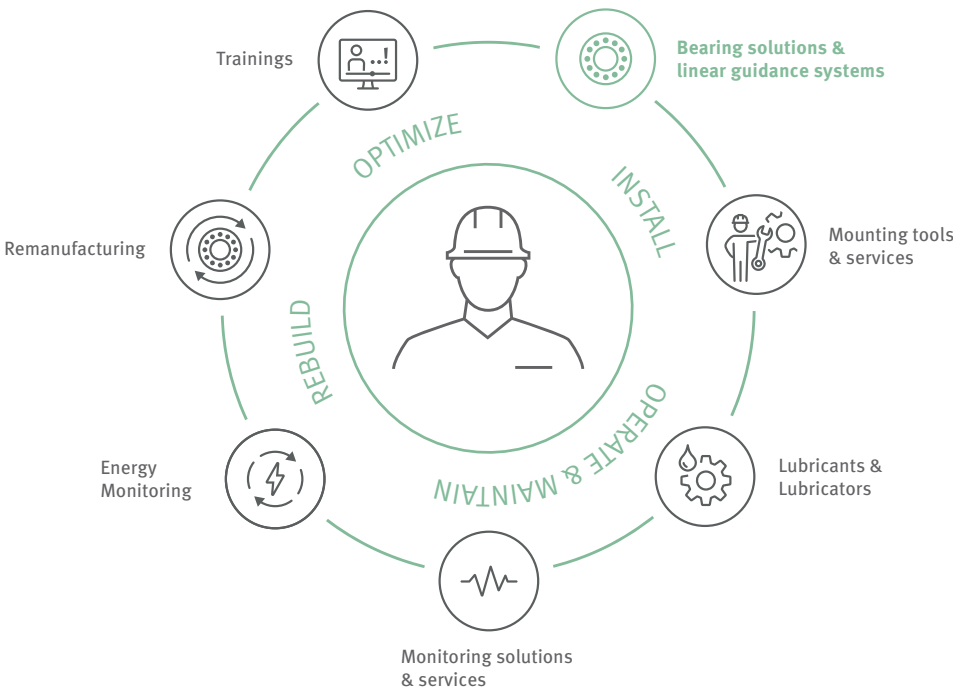 Trainings
Bearing solutions &
linear guidance systems
OPTIMIZE
INSTALL
Mounting tools
& services
Remanufacturing
REBUILD
OPERATE & MAINTAIN
Energy
Monitoring
Lubricants &
Lubricators
Monitoring solutions
& services